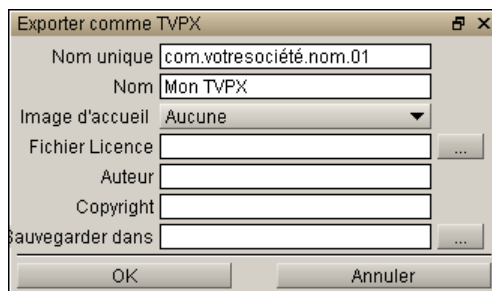 Exporter comme TVPX
Nom unique com.votresociété.nom.01
Nom Mon TVPX
Image d'accueil Aucune
Fichier Licence ...
Auteur
Copyright
Sauvegarder dans ...
OK Annuler